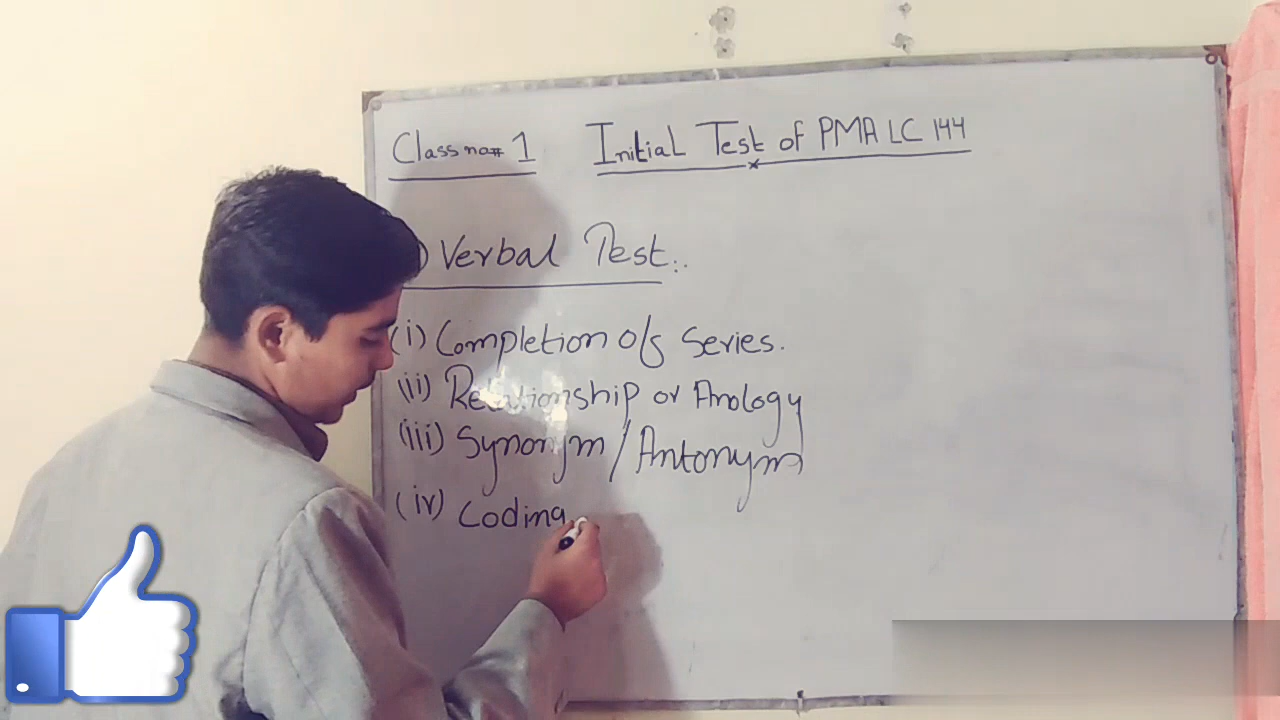 Class no# 1
Initial Test of PMA LC 144
) Verbal Test:.
(i) Completion of Series.
(ii) Relationship or Anology
(iii) Synonym / Antonym
(iv) Coding